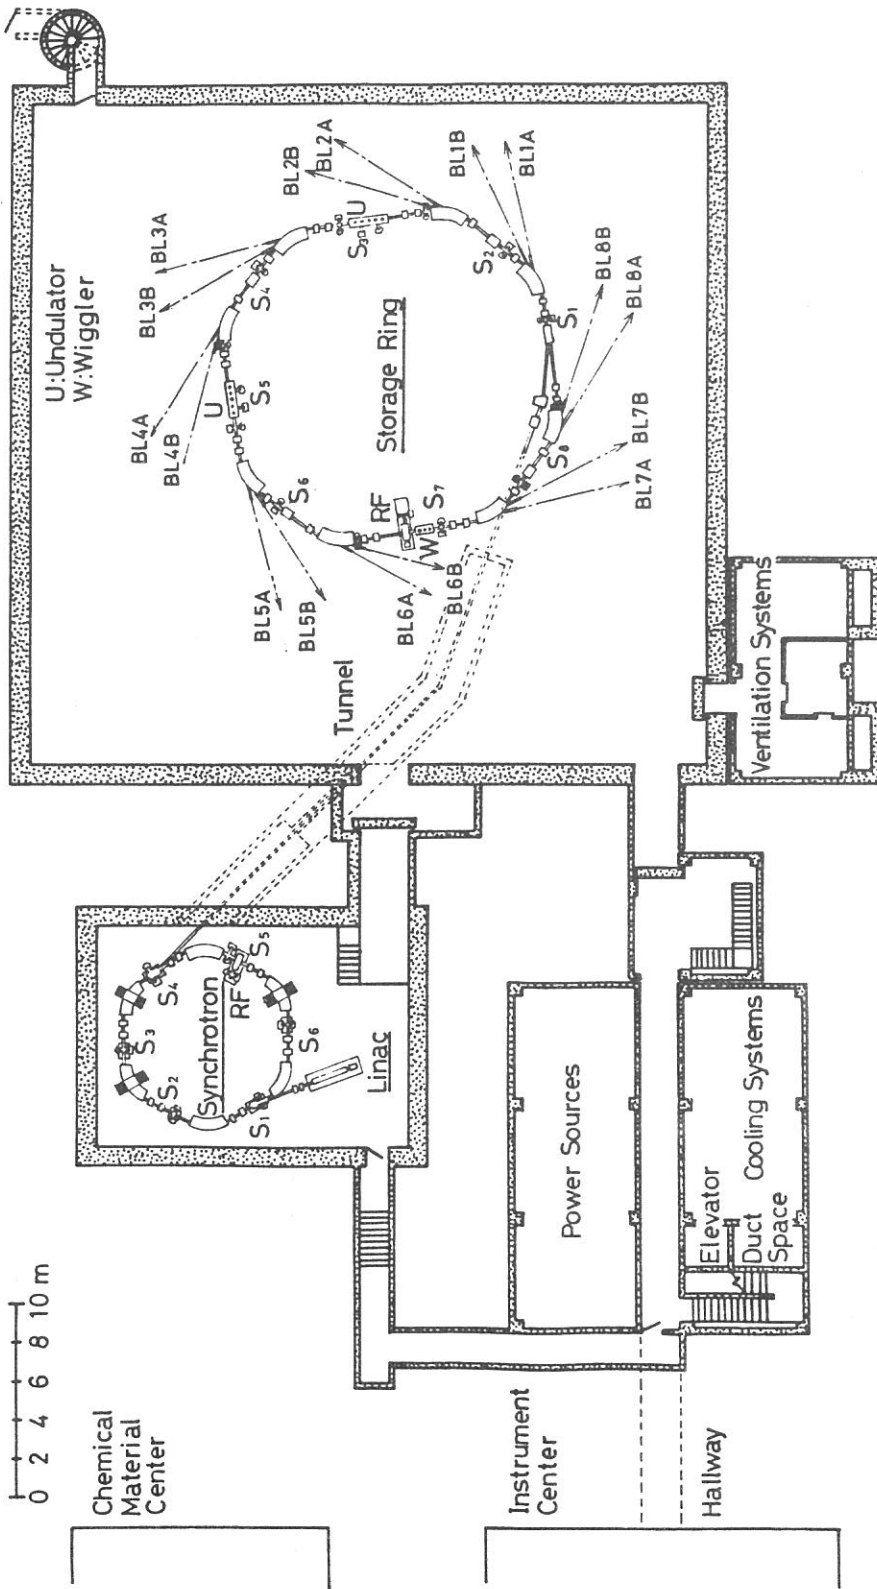 0 2 4 6 8 10 m
Chemical
Material
Center
Instrument
Center
Hallway
U:Undulator
W:Wiggler
Storage Ring
Synchrotron
Linac
RF
S1
S2
S3
S4
S5
S6
Tunnel
Power Sources
Elevator
Duct
Space
Cooling Systems
Ventilation Systems
BL1A
BL1B
BL2A
BL2B
BL3A
BL3B
BL4A
BL4B
BL5A
BL5B
BL6A
BL6B
BL7A
BL7B
BL8A
BL8B
S1
S2
S3
S4
S5
S6
S7
S8
U
U
W
RF